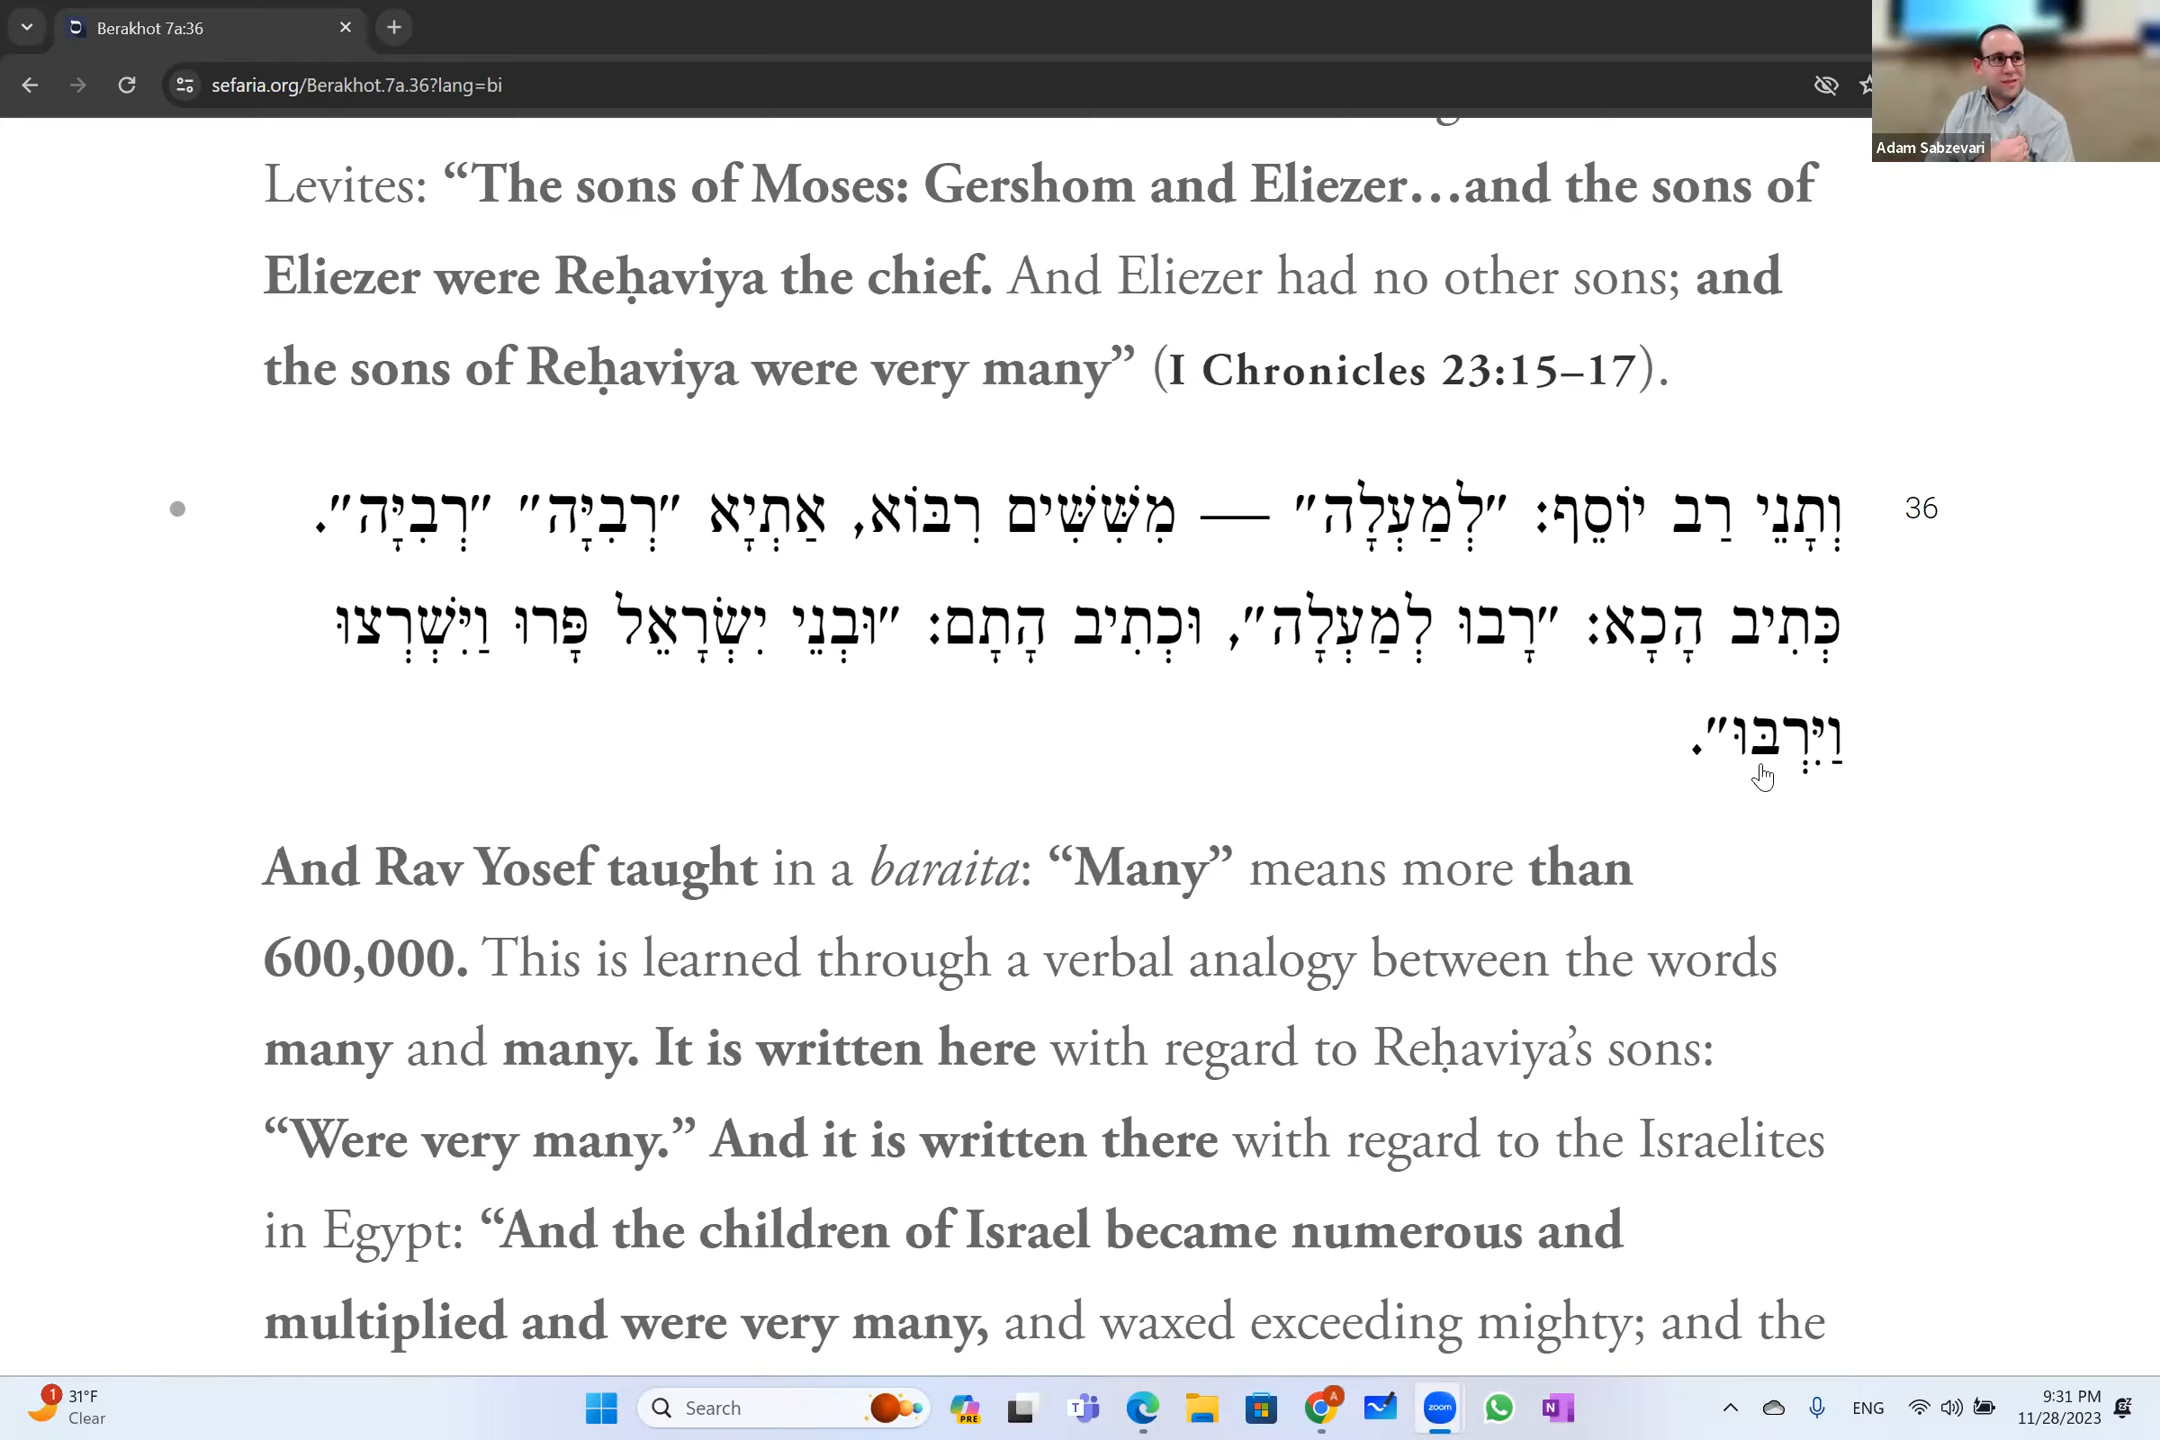 Berakhot 7a:36
sefaria.org/Berakhot.7a.36?lang=bi
Adam Sabzevari
Levites: “The sons of Moses: Gershom and Eliezer…and the sons of
Eliezer were Reḥaviya the chief. And Eliezer had no other sons; and
the sons of Reḥaviya were very many” (I Chronicles 23:15–17).
36
וְתָנֵי רַב יוֹסֵף: ״לְמַעְלָה״ — מִשִּׁשִּׁים רִבּוֹא, אַתְיָא ״רְבִיָּה״ ״רְבִיָּה״.
כְּתִיב הָכָא: ״רָבוּ לְמַעְלָה״, וּכְתִיב הָתָם: ״וּבְנֵי יִשְׂרָאֵל פָּרוּ וַיִּשְׁרְצוּ
וַיִּרְבּוּ״.
And Rav Yosef taught in a baraita: “Many” means more than
600,000. This is learned through a verbal analogy between the words
many and many. It is written here with regard to Reḥaviya’s sons:
“Were very many.” And it is written there with regard to the Israelites
in Egypt: “And the children of Israel became numerous and
multiplied and were very many, and waxed exceeding mighty; and the
1
31°F
Clear
Search
PRE
T
A
zoom
N
ENG
9:31 PM
11/28/2023